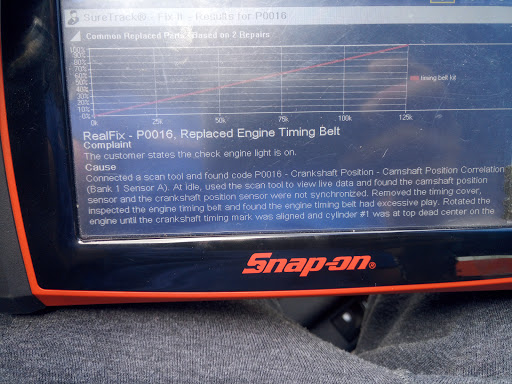 SureTrack® - Fix It - Results for P0016
Common Replaced Parts - Based on 2 Repairs
100%
90%
80%
70%
60%
50%
40%
30%
20%
10%
0%
0k 25k 50k 75k 100k 125k
timing belt kit
RealFix - P0016, Replaced Engine Timing Belt
Complaint
The customer states the check engine light is on.
Cause
Connected a scan tool and found code P0016 - Crankshaft Position - Camshaft Position Correlation
(Bank 1 Sensor A). At idle, used the scan tool to view live data and found the camshaft position
sensor and the crankshaft position sensor were not synchronized. Removed the timing cover,
inspected the engine timing belt and found the engine timing belt had excessive play. Rotated the
engine until the crankshaft timing mark was aligned and cylinder #1 was at top dead center on the
Snap-on®